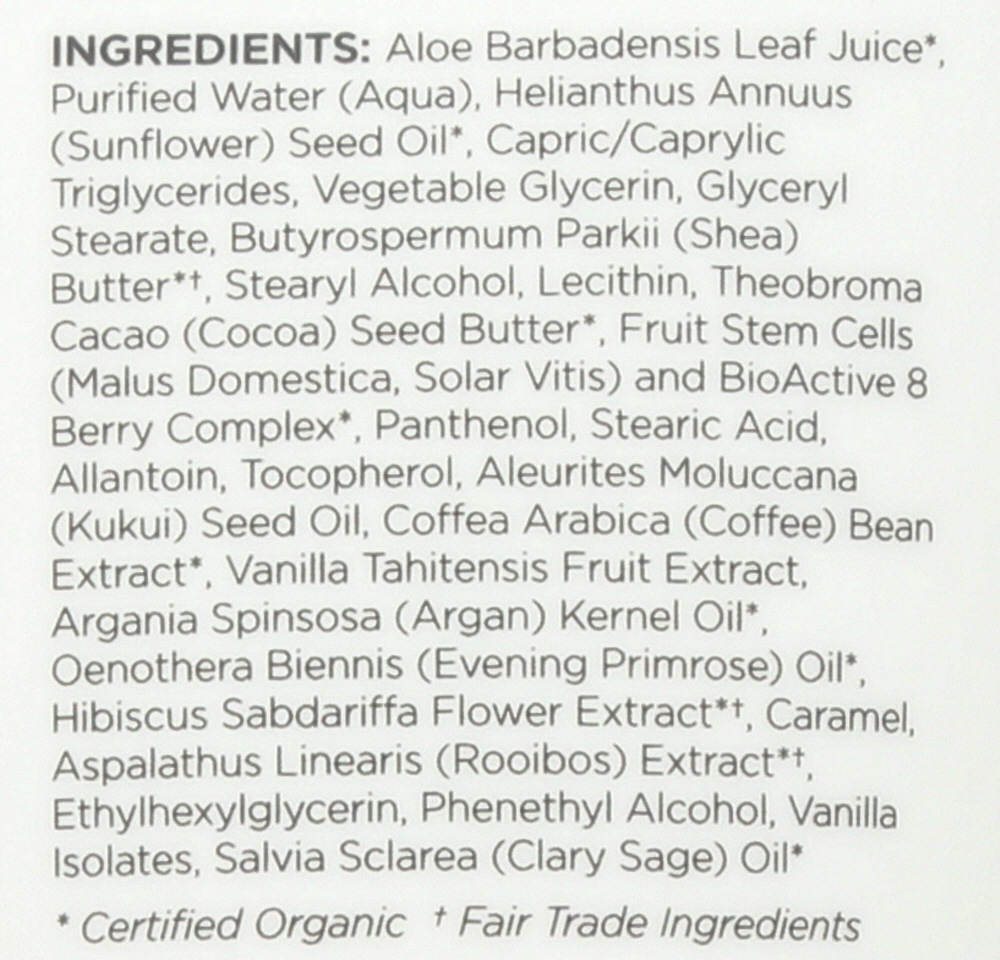 INGREDIENTS: Aloe Barbadensis Leaf Juice*,
Purified Water (Aqua), Helianthus Annuus
(Sunflower) Seed Oil*, Capric/Caprylic
Triglycerides, Vegetable Glycerin, Glyceryl
Stearate, Butyrospermum Parkii (Shea)
Butter*†, Stearyl Alcohol, Lecithin, Theobroma
Cacao (Cocoa) Seed Butter*, Fruit Stem Cells
(Malus Domestica, Solar Vitis) and BioActive 8
Berry Complex*, Panthenol, Stearic Acid,
Allantoin, Tocopherol, Aleurites Moluccana
(Kukui) Seed Oil, Coffea Arabica (Coffee) Bean
Extract*, Vanilla Tahitensis Fruit Extract,
Argania Spinsosa (Argan) Kernel Oil*,
Oenothera Biennis (Evening Primrose) Oil*,
Hibiscus Sabdariffa Flower Extract*†, Caramel,
Aspalathus Linearis (Rooibos) Extract*†,
Ethylhexylglycerin, Phenethyl Alcohol, Vanilla
Isolates, Salvia Sclarea (Clary Sage) Oil*
* Certified Organic † Fair Trade Ingredients